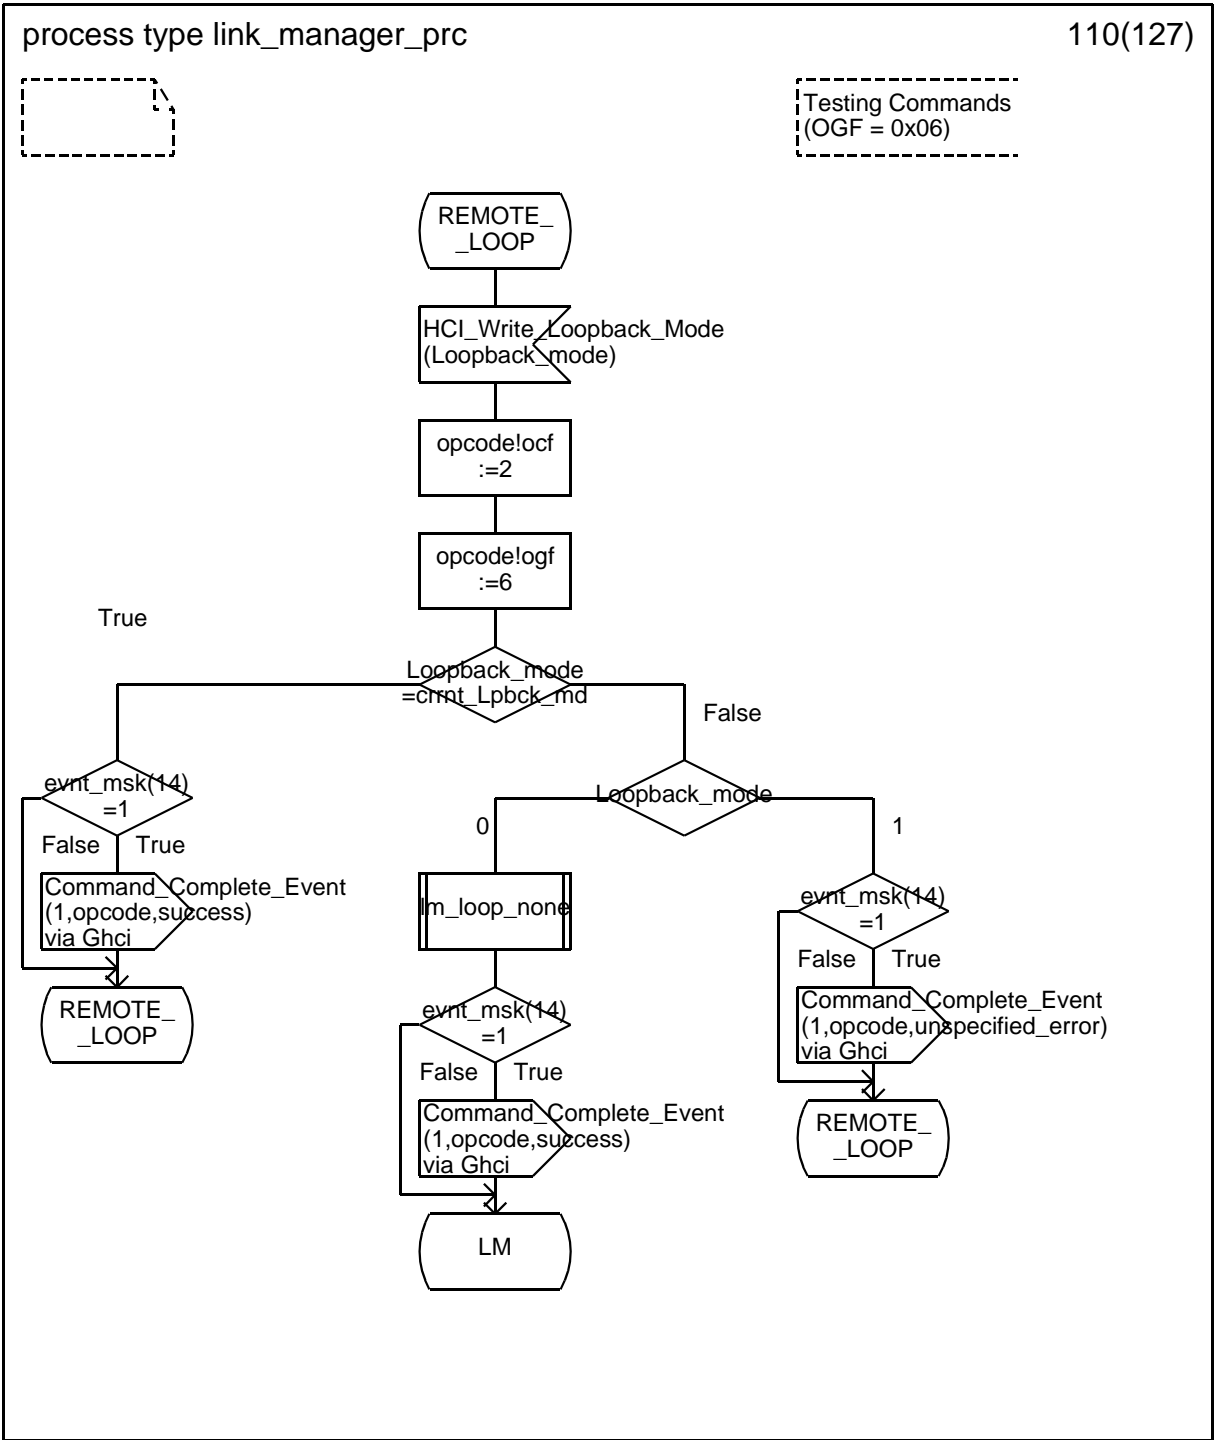 process type link_manager_prc
110(127)
Testing Commands
(OGF = 0x06)
REMOTE_
_LOOP
HCI_Write_Loopback_Mode
(Loopback_mode)
opcode!ocf
:=2
opcode!ogf
:=6
True
Loopback_mode
=crrnt_Lpbck_md
False
evnt_msk(14)
=1
False
True
Command_Complete_Event
(1,opcode,success)
via Ghci
REMOTE_
_LOOP
Loopback_mode
0
1
lm_loop_none
evnt_msk(14)
=1
False
True
Command_Complete_Event
(1,opcode,success)
via Ghci
LM
evnt_msk(14)
=1
False
True
Command_Complete_Event
(1,opcode,unspecified_error)
via Ghci
REMOTE_
_LOOP